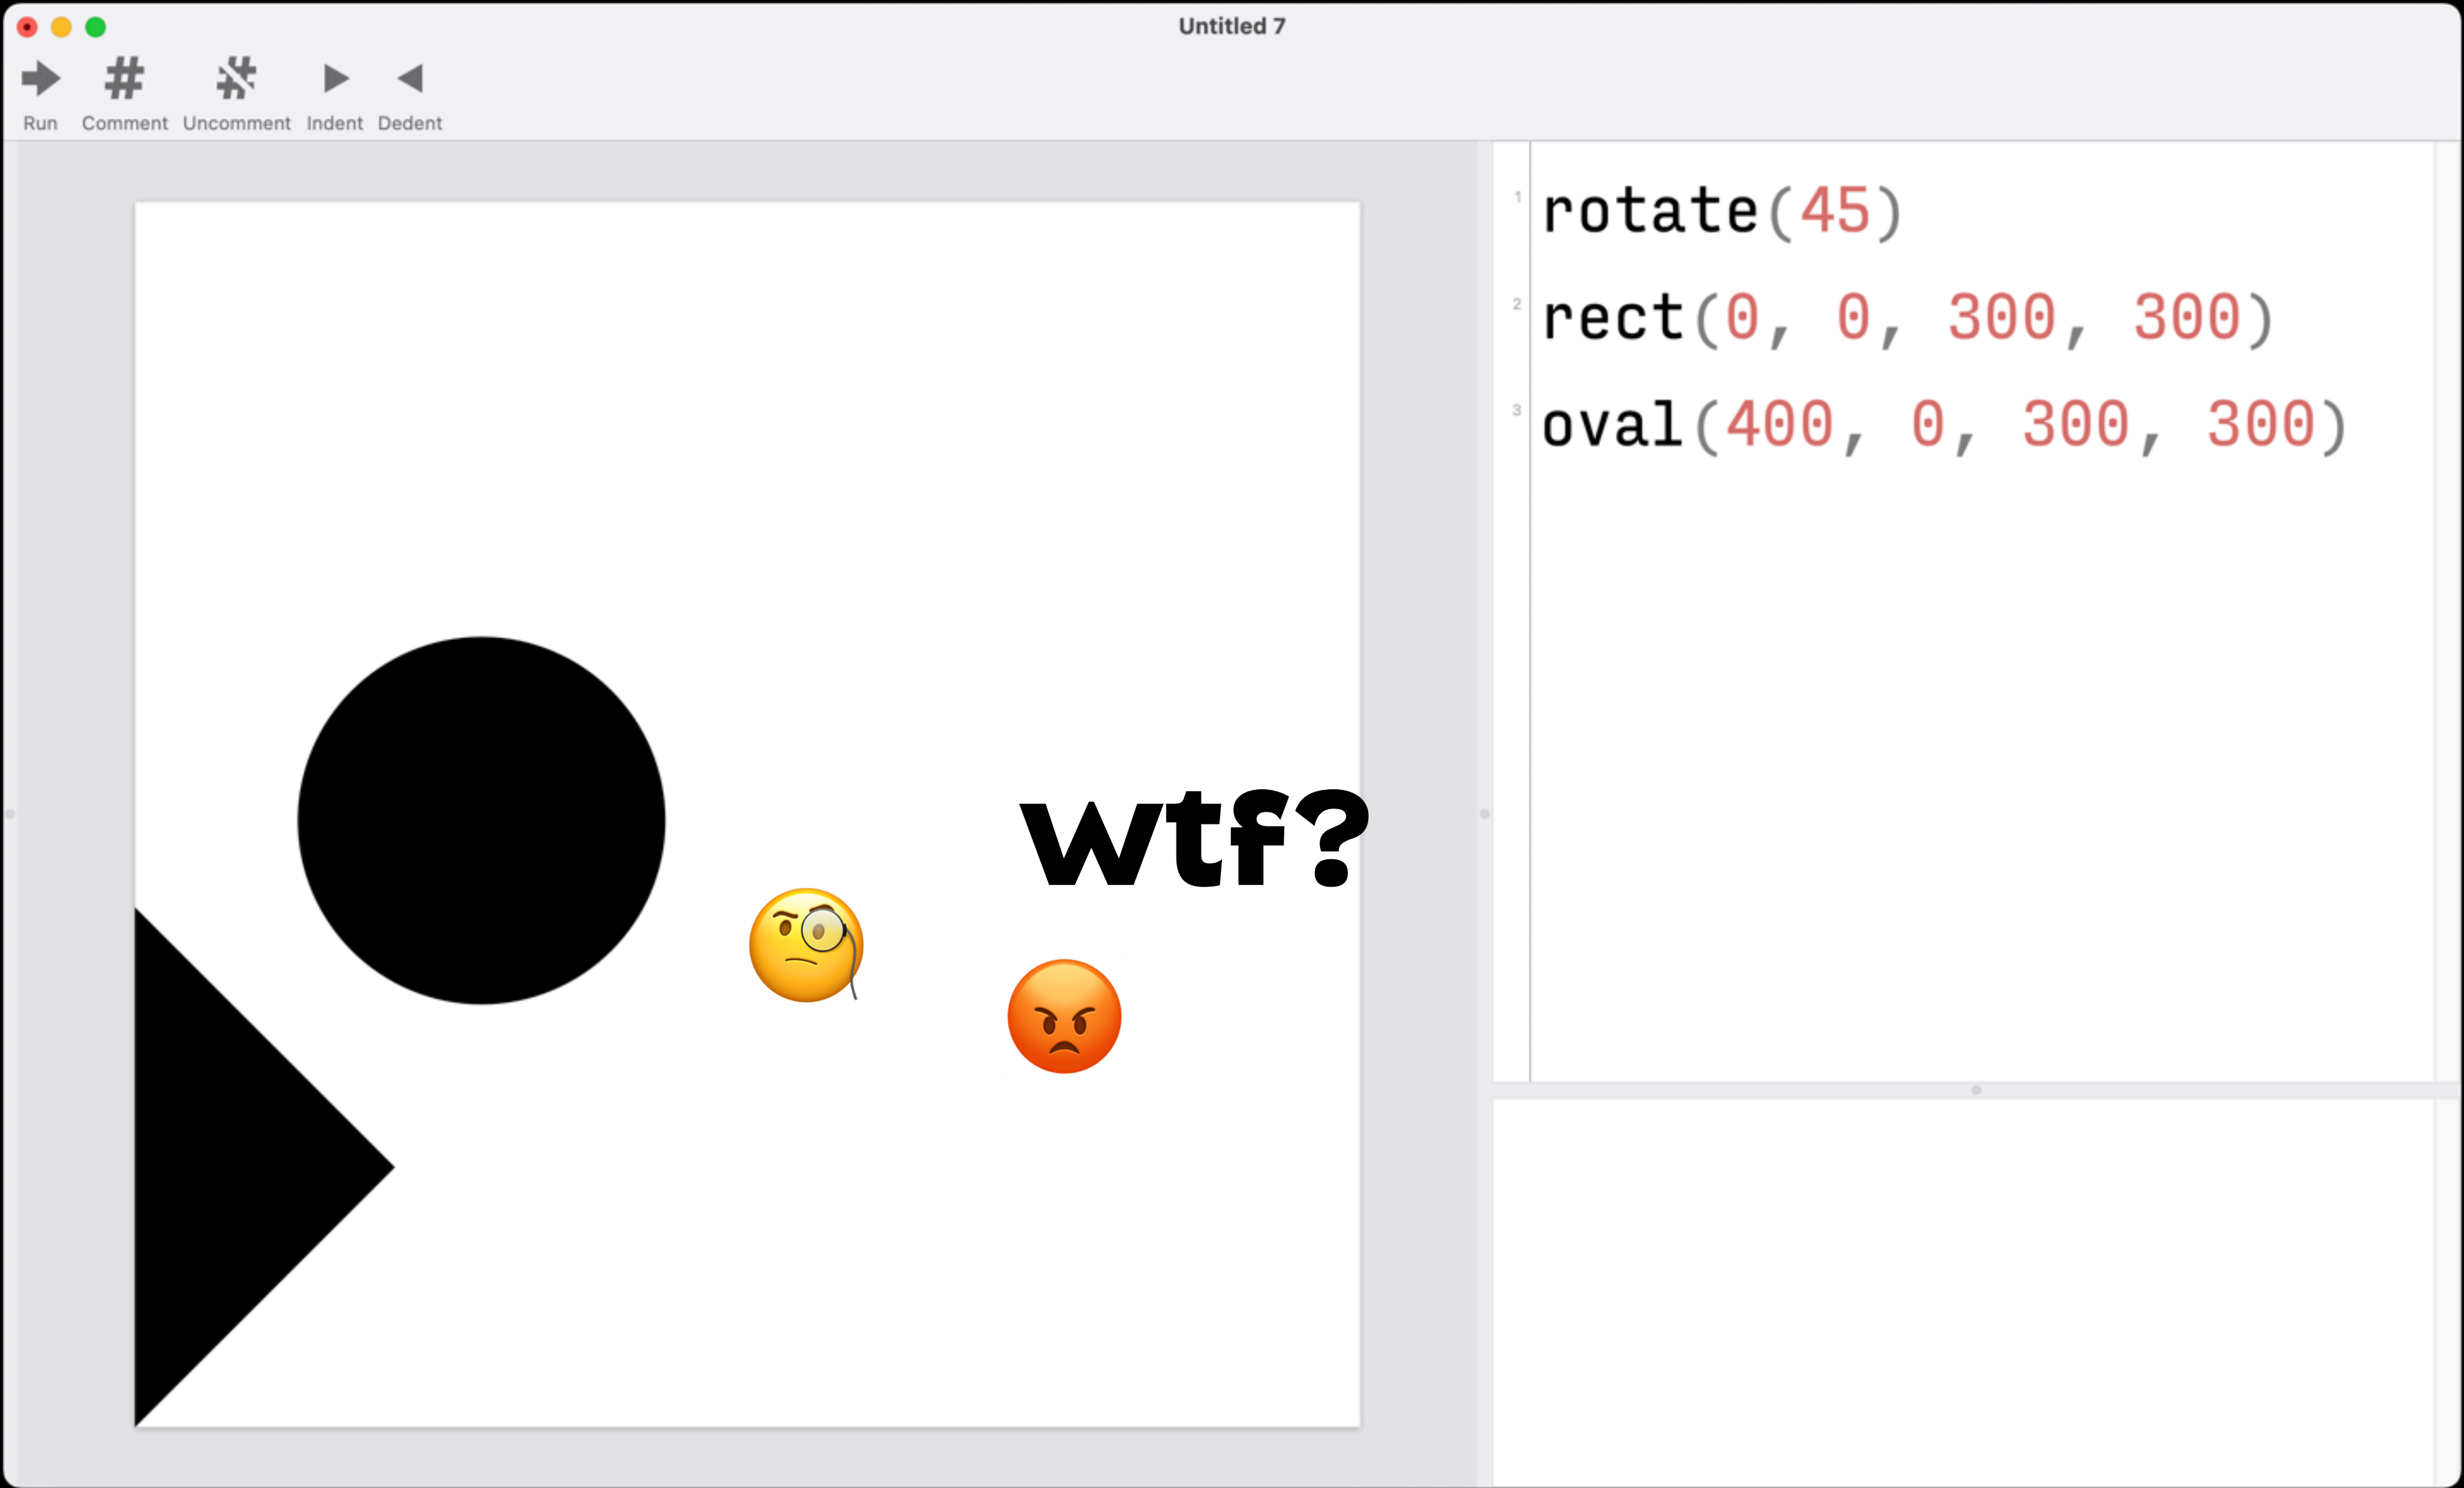 Untitled 7
Run Comment Uncomment Indent Dedent
1 rotate(45)
2 rect(0, 0, 300, 300)
3 oval(400, 0, 300, 300)
wtf?